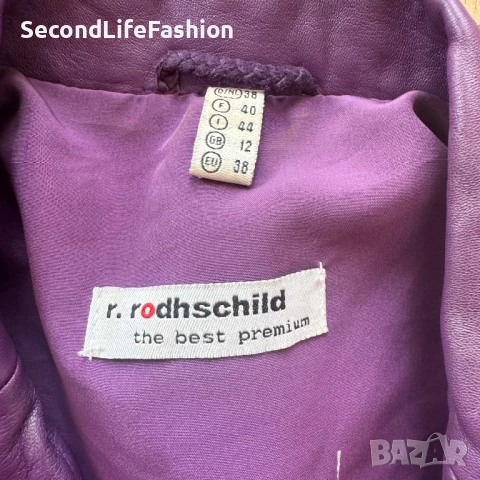 SecondLifeFashion
D/NL 38
F 40
I 44
GB 12
EU 38
r. rodhschild
the best premium
BAZAR